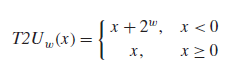 T2U_w(x) = { x + 2^w, x < 0
x, x ≥ 0